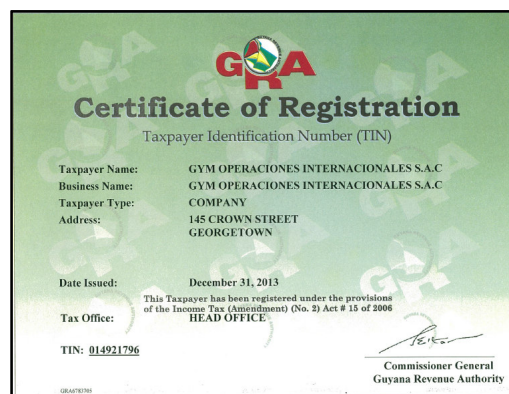 GRA
Certificate of Registration
Taxpayer Identification Number (TIN)
Taxpayer Name: GYM OPERACIONES INTERNACIONALES S.A.C
Business Name: GYM OPERACIONES INTERNACIONALES S.A.C
Taxpayer Type: COMPANY
Address: 145 CROWN STREET
GEORGETOWN
Date Issued: December 31, 2013
This Taxpayer has been registered under the provisions
of the Income Tax (Amendment) (No. 2) Act # 15 of 2006
Tax Office: HEAD OFFICE
TIN: 014921796
Commissioner General
Guyana Revenue Authority